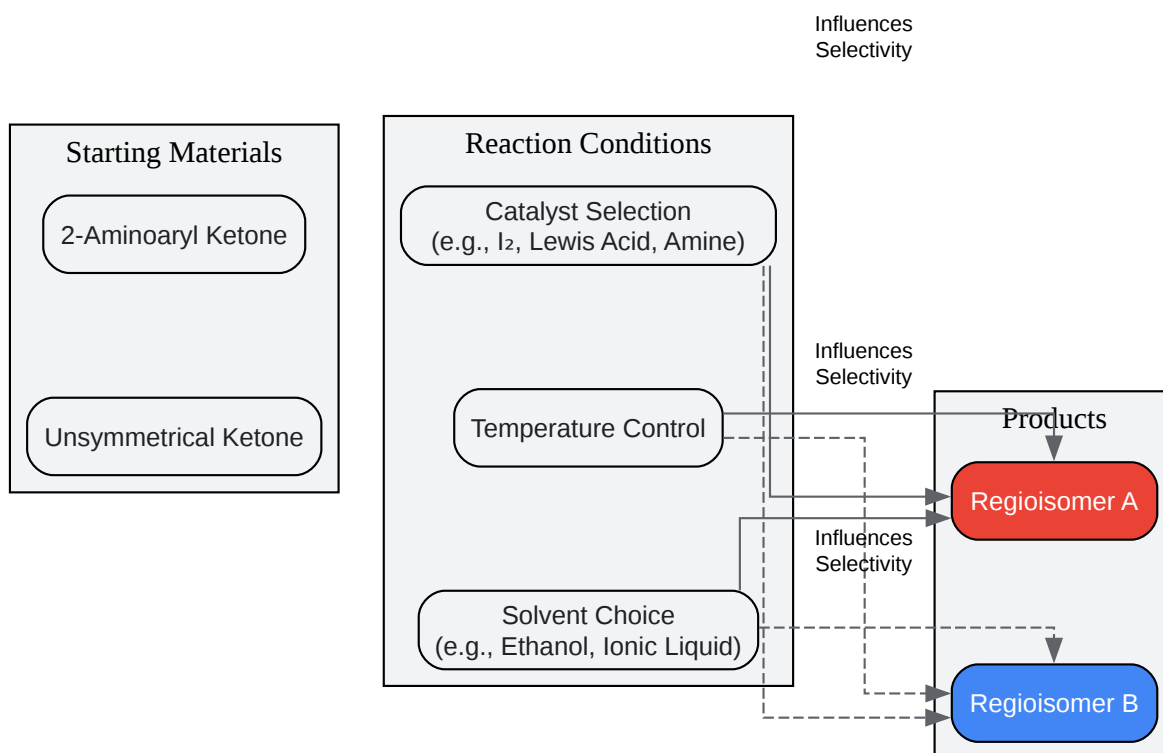 Influences
Selectivity
Starting Materials
2-Aminoaryl Ketone
Unsymmetrical Ketone
Reaction Conditions
Catalyst Selection
(e.g., I₂, Lewis Acid, Amine)
Temperature Control
Solvent Choice
(e.g., Ethanol, Ionic Liquid)
Influences
Selectivity
Influences
Selectivity
Products
Regioisomer A
Regioisomer B